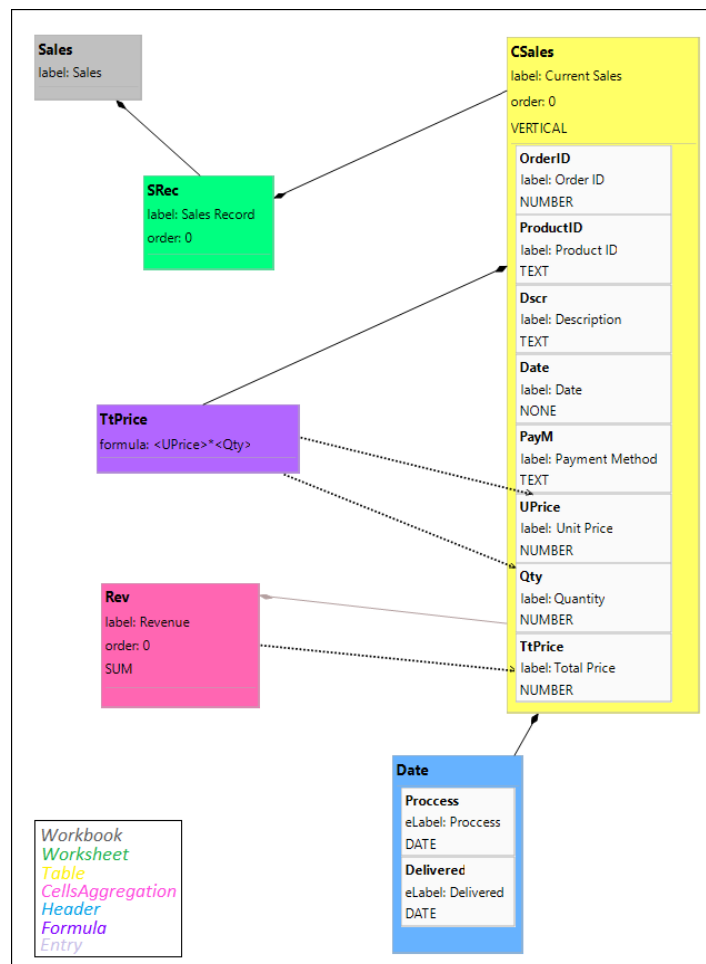 Sales
label: Sales
SRec
label: Sales Record
order: 0
CSales
label: Current Sales
order: 0
VERTICAL
OrderID
label: Order ID
NUMBER
ProductID
label: Product ID
TEXT
Dscr
label: Description
TEXT
Date
label: Date
NONE
PayM
label: Payment Method
TEXT
UPrice
label: Unit Price
NUMBER
Qty
label: Quantity
NUMBER
TtPrice
label: Total Price
NUMBER
TtPrice
formula: <UPrice>*<Qty>
Rev
label: Revenue
order: 0
SUM
Date
Proccess
eLabel: Proccess
DATE
Delivered
eLabel: Delivered
DATE
Workbook
Worksheet
Table
CellsAggregation
Header
Formula
Entry